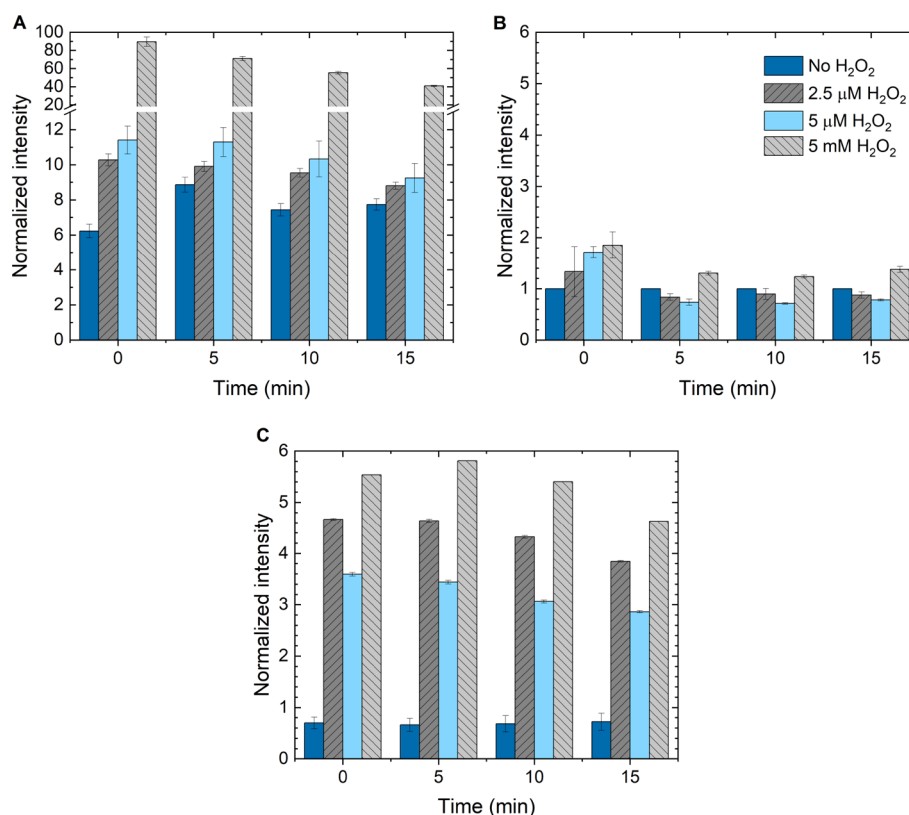 A
100
80
60
40
20
12
10
8
6
4
2
0
Normalized intensity
0 5 10 15
Time (min)
B
6
5
4
3
2
1
0
Normalized intensity
No H₂O₂
2.5 μM H₂O₂
5 μM H₂O₂
5 mM H₂O₂
0 5 10 15
Time (min)
C
6
5
4
3
2
1
0
Normalized intensity
0 5 10 15
Time (min)